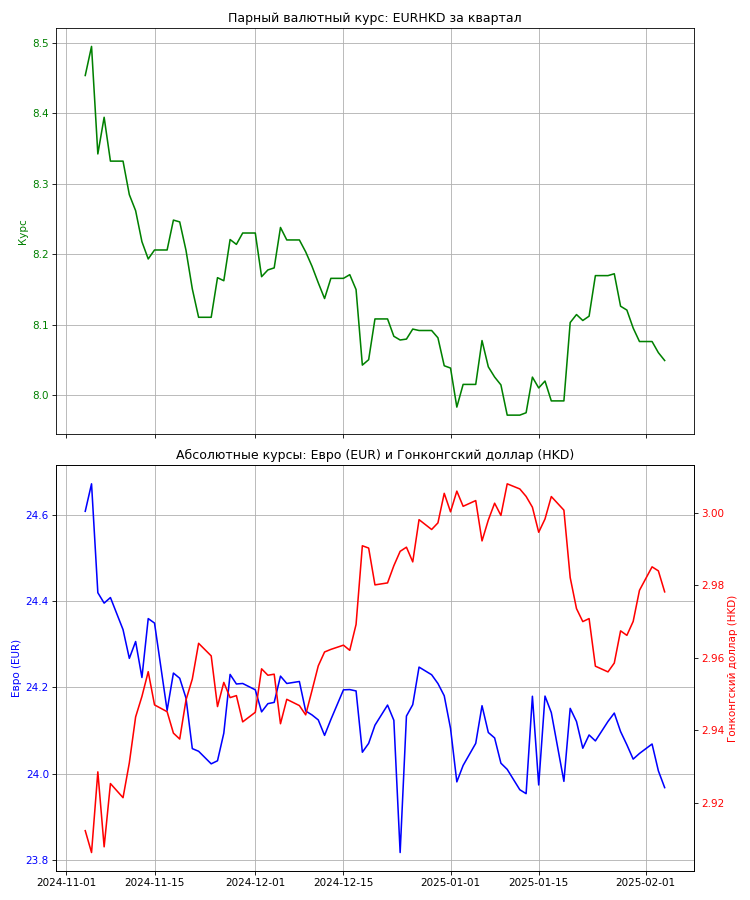 Парный валютный курс: EURHKD за квартал
8.5
8.4
8.3
8.2
8.1
8.0
Курс
Абсолютные курсы: Евро (EUR) и Гонконгский доллар (HKD)
24.6
24.4
24.2
24.0
23.8
Евро (EUR)
3.00
2.98
2.96
2.94
2.92
Гонконгский доллар (HKD)
2024-11-01 2024-11-15 2024-12-01 2024-12-15 2025-01-01 2025-01-15 2025-02-01